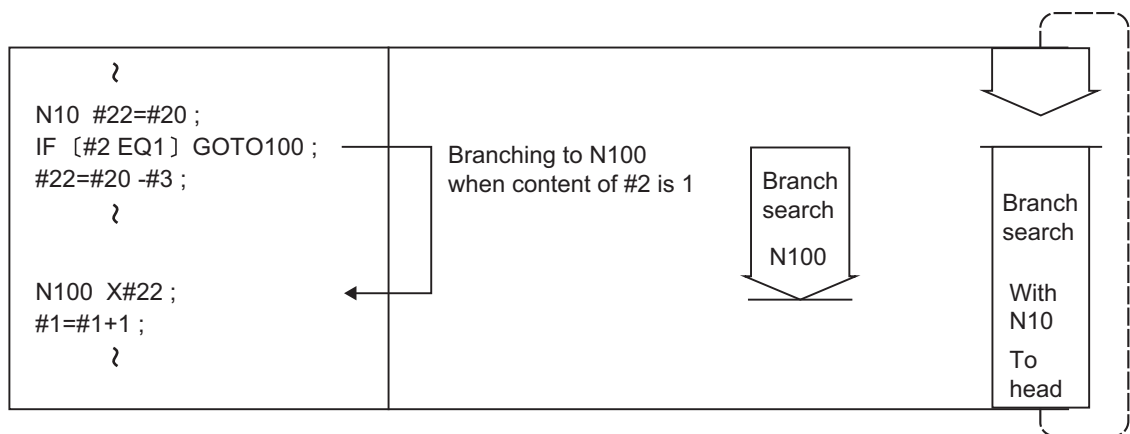 ~
N10 #22=#20 ;
IF〔#2 EQ1〕GOTO100 ;
#22=#20 -#3 ;
~
N100 X#22 ;
#1=#1+1 ;
~
Branching to N100
when content of #2 is 1
Branch
search
N100
Branch
search
With
N10
To
head